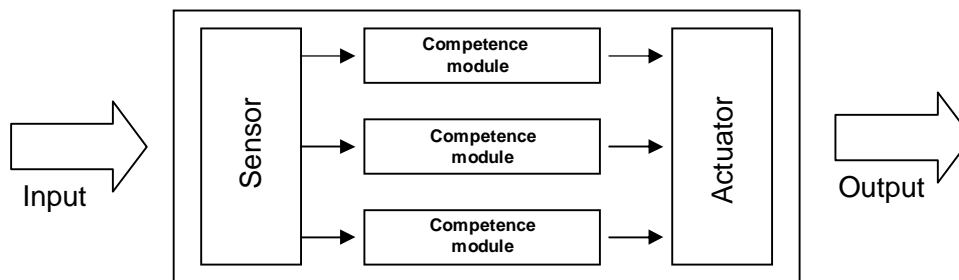 Input
Sensor
Competence
module
Competence
module
Competence
module
Actuator
Output